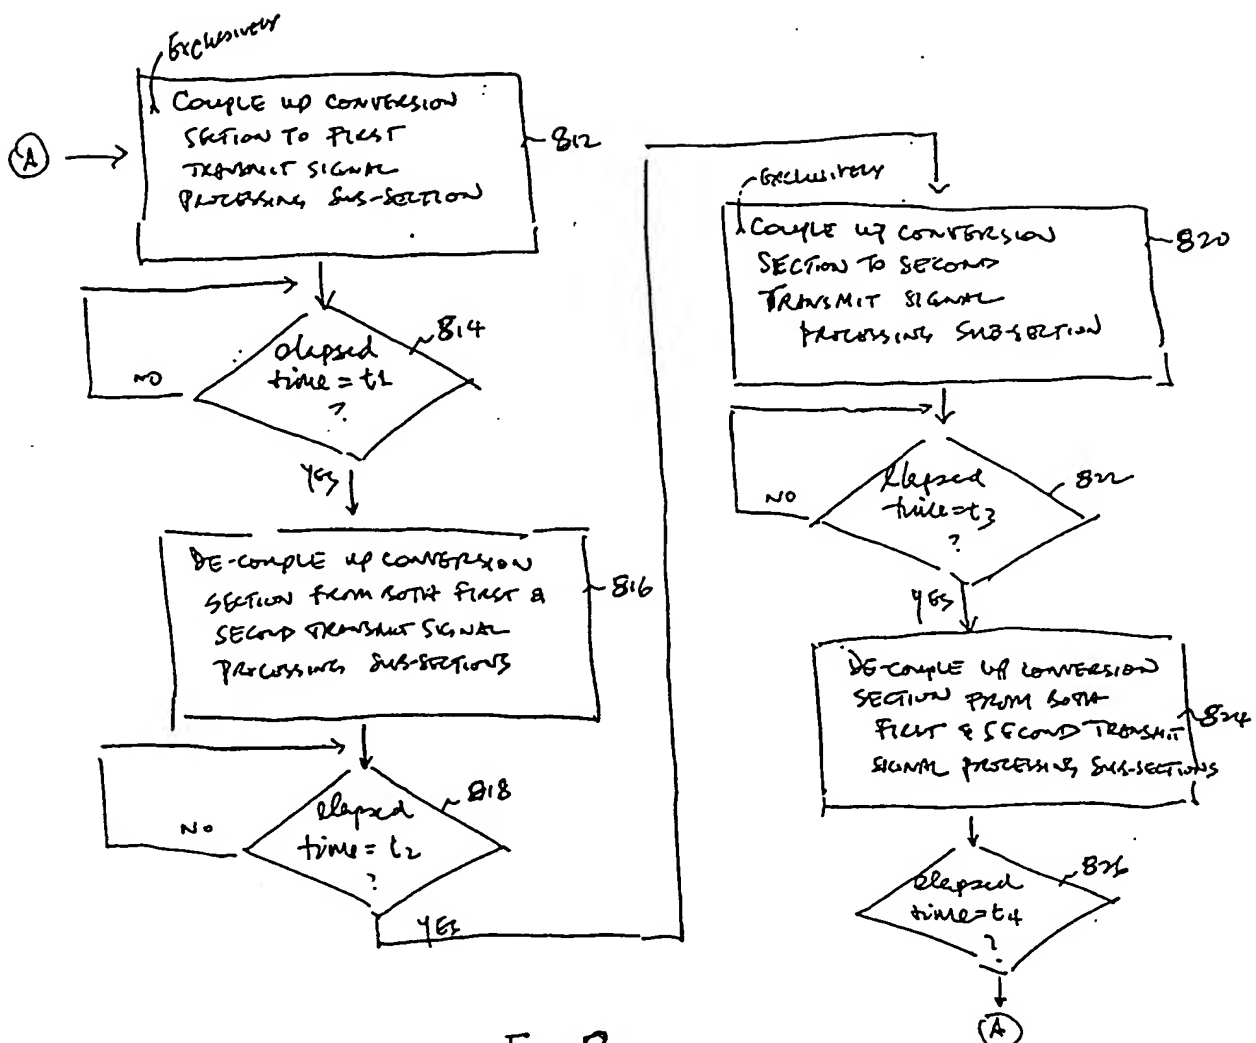 EXCLUSIVELY
A
COUPLE UP CONVERSION
SECTION TO FIRST
TRANSMIT SIGNAL
PROCESSING SUB-SECTION
812
elapsed
time = t1
?
814
NO
YES
DE-COUPLE UP CONVERSION
SECTION FROM BOTH FIRST &
SECOND TRANSMIT SIGNAL
PROCESSING SUB-SECTIONS
816
elapsed
time = t2
?
818
NO
YES
EXCLUSIVELY
COUPLE UP CONVERSION
SECTION TO SECOND
TRANSMIT SIGNAL
PROCESSING SUB-SECTION
820
elapsed
time = t3
?
822
NO
YES
DE-COUPLE UP CONVERSION
SECTION FROM BOTH
FIRST & SECOND TRANSMIT
SIGNAL PROCESSING SUB-SECTIONS
824
elapsed
time = t4
?
826
A